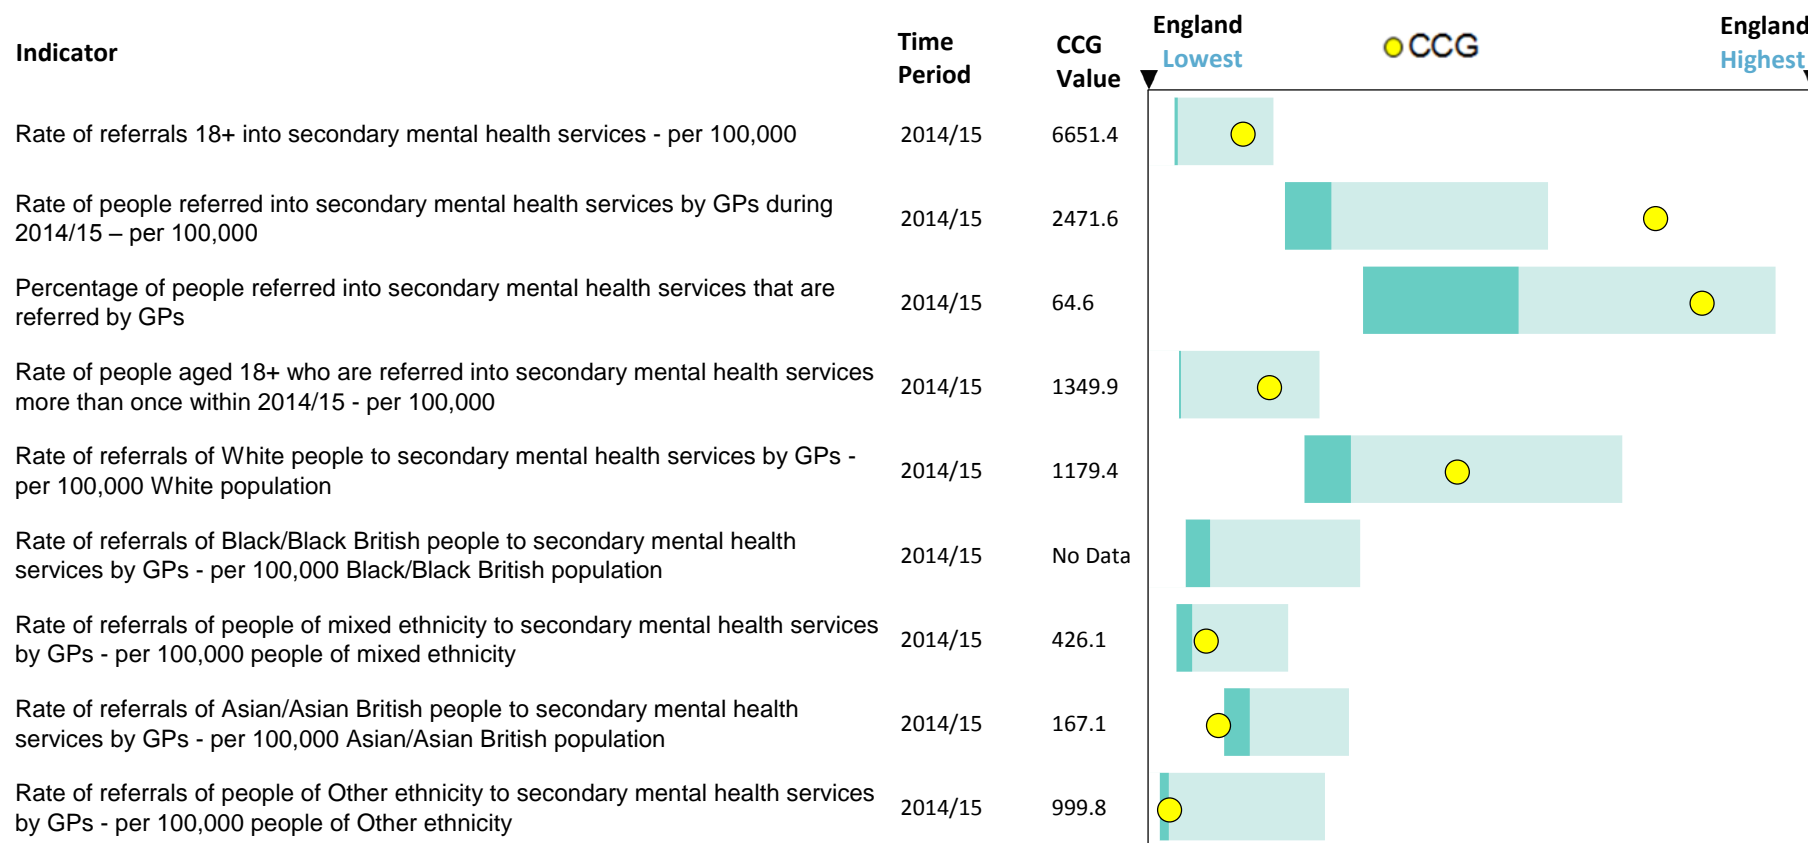 Indicator
Time Period
CCG Value
England Lowest
CCG
England Highest
Rate of referrals 18+ into secondary mental health services - per 100,000
2014/15
6651.4
Rate of people referred into secondary mental health services by GPs during
2014/15 – per 100,000
2014/15
2471.6
Percentage of people referred into secondary mental health services that are
referred by GPs
2014/15
64.6
Rate of people aged 18+ who are referred into secondary mental health services
more than once within 2014/15 - per 100,000
2014/15
1349.9
Rate of referrals of White people to secondary mental health services by GPs -
per 100,000 White population
2014/15
1179.4
Rate of referrals of Black/Black British people to secondary mental health
services by GPs - per 100,000 Black/Black British population
2014/15
No Data
Rate of referrals of people of mixed ethnicity to secondary mental health services
by GPs - per 100,000 people of mixed ethnicity
2014/15
426.1
Rate of referrals of Asian/Asian British people to secondary mental health
services by GPs - per 100,000 Asian/Asian British population
2014/15
167.1
Rate of referrals of people of Other ethnicity to secondary mental health services
by GPs - per 100,000 people of Other ethnicity
2014/15
999.8